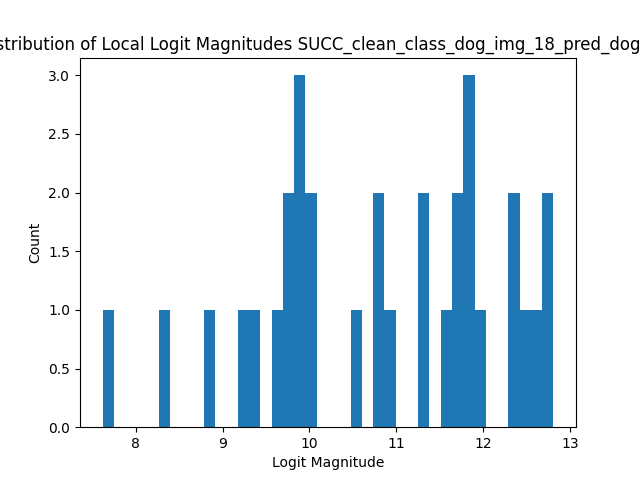 stribution of Local Logit Magnitudes SUCC_clean_class_dog_img_18_pred_dog
3.0
2.5
2.0
1.5
1.0
0.5
0.0
Count
8 9 10 11 12 13
Logit Magnitude